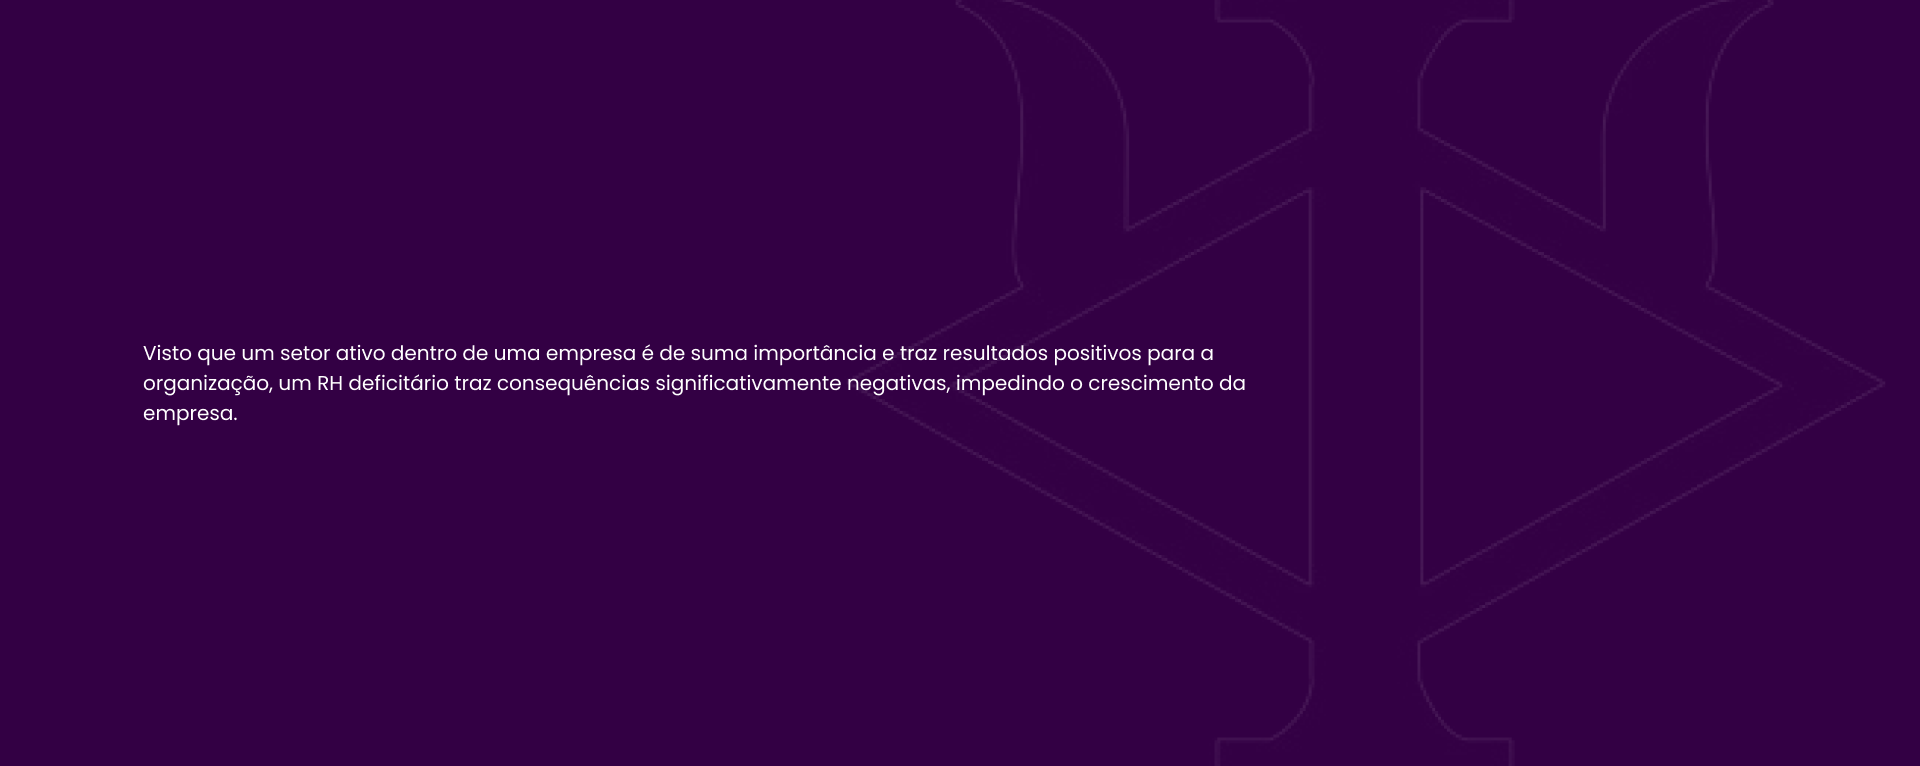 Visto que um setor ativo dentro de uma empresa é de suma importância e traz resultados positivos para a
organização, um RH deficitário traz consequências significativamente negativas, impedindo o crescimento da
empresa.